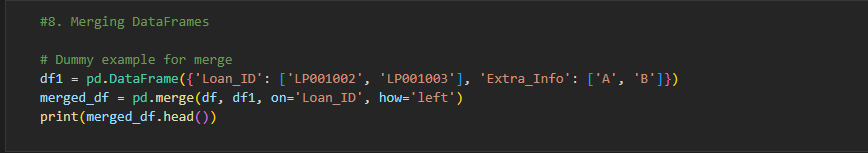 #8. Merging DataFrames
# Dummy example for merge
df1 = pd.DataFrame({'Loan_ID': ['LP001002', 'LP001003'], 'Extra_Info': ['A', 'B']})
merged_df = pd.merge(df, df1, on='Loan_ID', how='left')
print(merged_df.head())